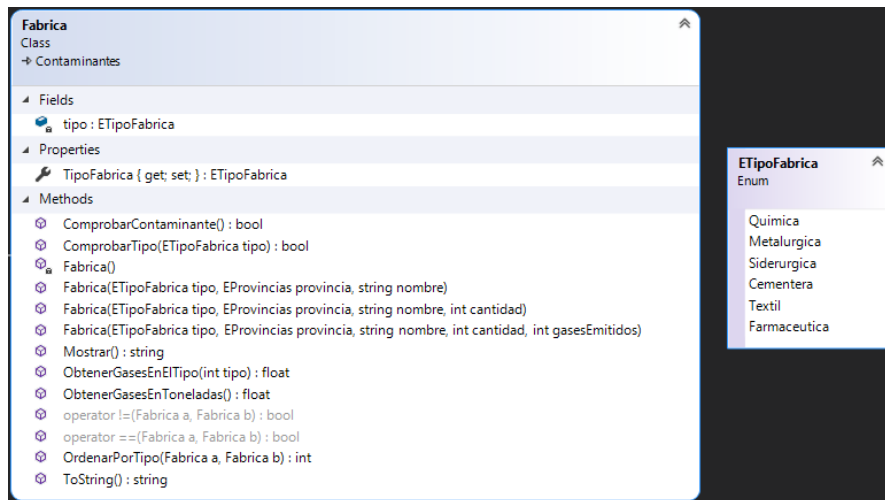 Fabrica
Class
Contaminantes
Fields
tipo : ETipoFabrica
Properties
TipoFabrica { get; set; } : ETipoFabrica
Methods
ComprobarContaminante() : bool
ComprobarTipo(ETipoFabrica tipo) : bool
Fabrica()
Fabrica(ETipoFabrica tipo, EProvincias provincia, string nombre)
Fabrica(ETipoFabrica tipo, EProvincias provincia, string nombre, int cantidad)
Fabrica(ETipoFabrica tipo, EProvincias provincia, string nombre, int cantidad, int gasesEmitidos)
Mostrar() : string
ObtenerGasesEnElTipo(int tipo) : float
ObtenerGasesEnToneladas() : float
operator !=(Fabrica a, Fabrica b) : bool
operator ==(Fabrica a, Fabrica b) : bool
OrdenarPorTipo(Fabrica a, Fabrica b) : int
ToString() : string
ETipoFabrica
Enum
Quimica
Metalurgica
Siderurgica
Cementera
Textil
Farmaceutica